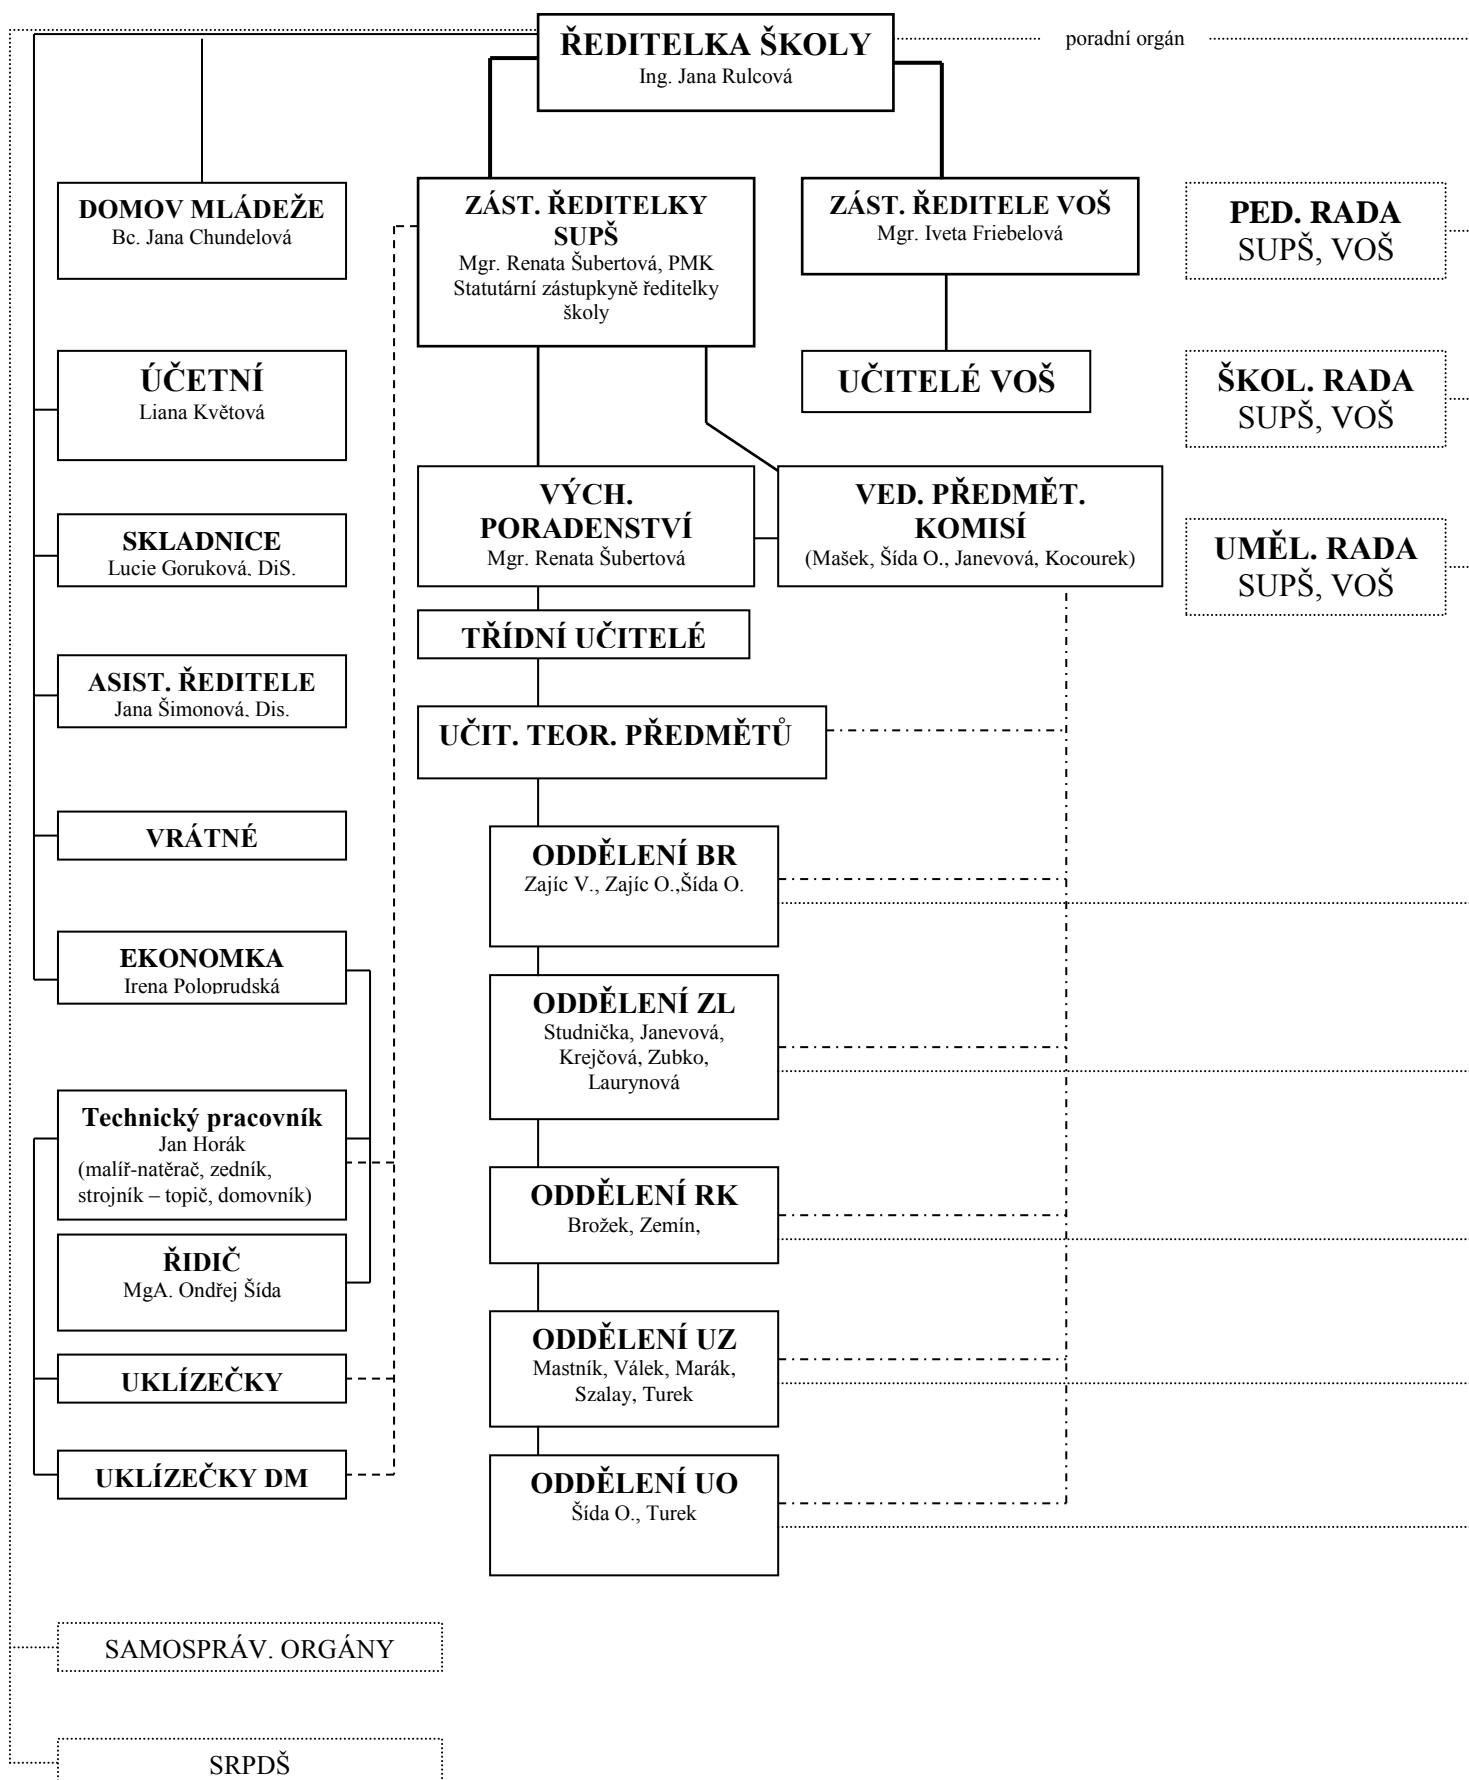 ŘEDITELKA ŠKOLY
Ing. Jana Rulcová
poradní orgán
DOMOV MLÁDEŽE
Bc. Jana Chundelová
ZÁST. ŘEDITELKY
SUPŠ
Mgr. Renata Šubertová, PMK
Statutární zástupkyně ředitelky
školy
ZÁST. ŘEDITELE VOŠ
Mgr. Iveta Friebelová
PED. RADA
SUPŠ, VOŠ
ÚČETNÍ
Liana Květová
UČITELÉ VOŠ
ŠKOL. RADA
SUPŠ, VOŠ
VÝCH.
PORADENSTVÍ
Mgr. Renata Šubertová
VED. PŘEDMĚT.
KOMISÍ
(Mašek, Šída O., Janevová, Kocourek)
SKLADNICE
Lucie Goruková, DiS.
UMĚL. RADA
SUPŠ, VOŠ
TŘÍDNÍ UČITELÉ
ASIST. ŘEDITELE
Jana Šimonová, Dis.
UČIT. TEOR. PŘEDMĚTŮ
VRÁTNÉ
ODDĚLENÍ BR
Zajíc V., Zajíc O.,Šída O.
EKONOMKA
Irena Poloprudská
ODDĚLENÍ ZL
Studnička, Janevová,
Krejčová, Zubko,
Laurynová
Technický pracovník
Jan Horák
(malíř-natěrač, zedník,
strojník – topič, domovník)
ODDĚLENÍ RK
Brožek, Zemín,
ŘIDIČ
MgA. Ondřej Šída
ODDĚLENÍ UZ
Mastník, Válek, Marák,
Szalay, Turek
UKLÍZEČKY
UKLÍZEČKY DM
ODDĚLENÍ UO
Šída O., Turek
SAMOSPRÁV. ORGÁNY
SRPDŠ